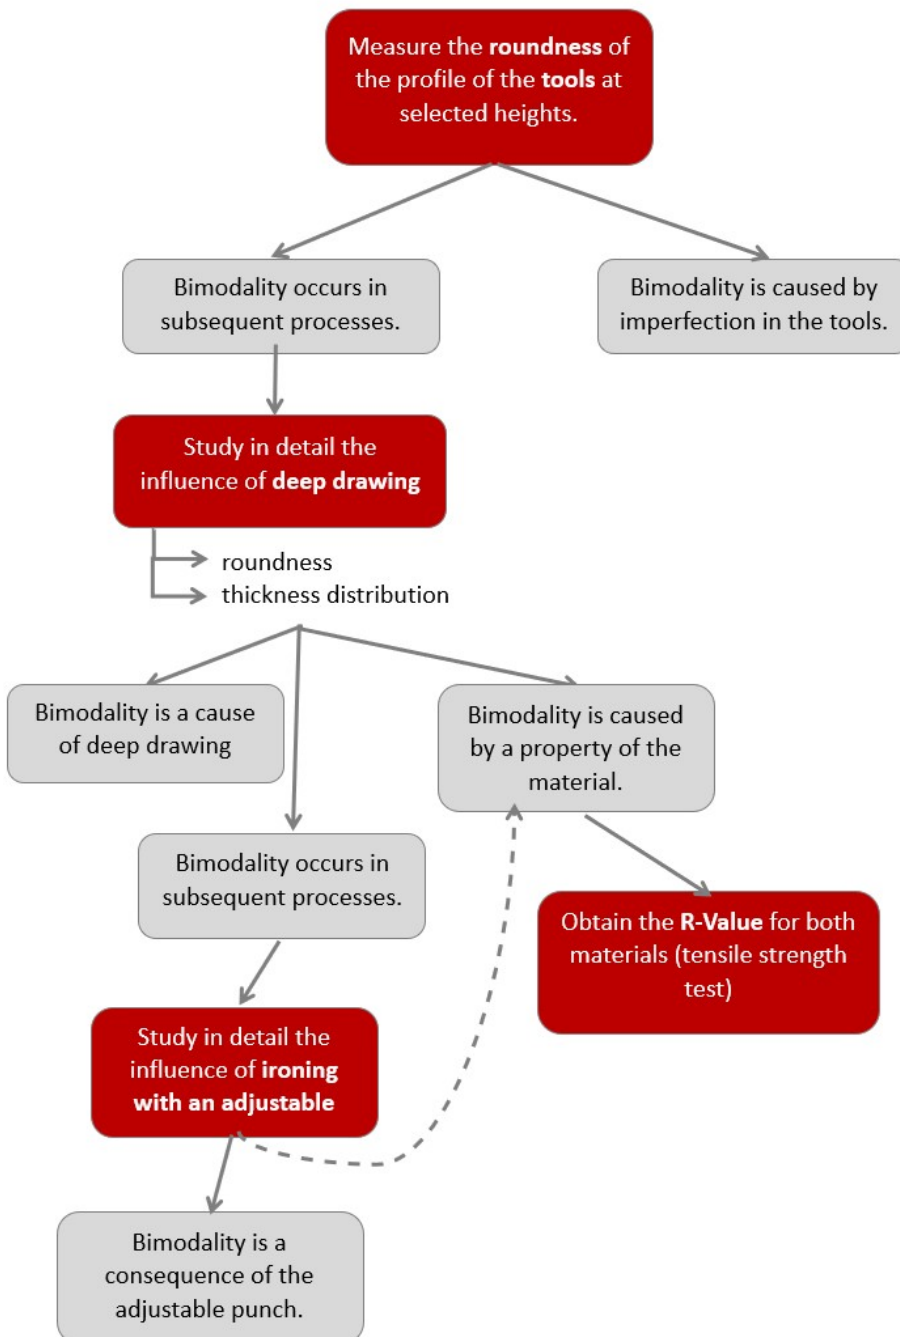 Measure the roundness of
the profile of the tools at
selected heights.
Bimodality occurs in
subsequent processes.
Bimodality is caused by
imperfection in the tools.
Study in detail the
influence of deep drawing
roundness
thickness distribution
Bimodality is a cause
of deep drawing
Bimodality is caused
by a property of the
material.
Bimodality occurs in
subsequent processes.
Obtain the R-Value for both
materials (tensile strength
test)
Study in detail the
influence of ironing
with an adjustable
Bimodality is a
consequence of the
adjustable punch.